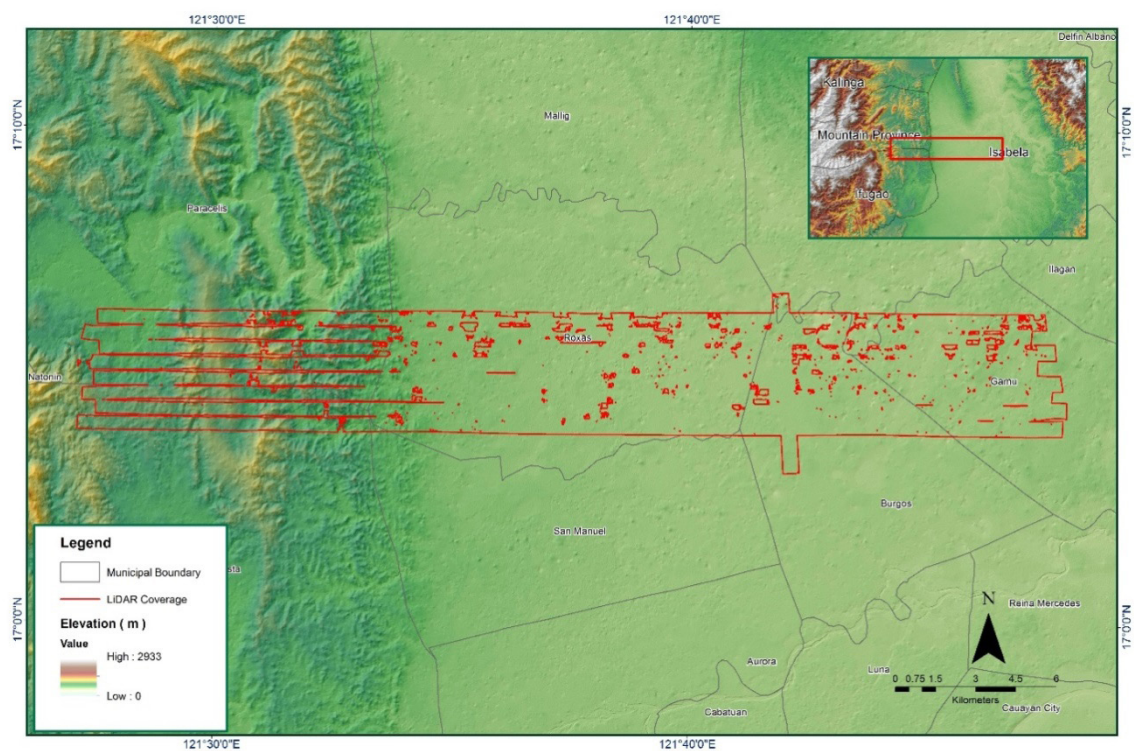 121°30'0"E
121°40'0"E
Delfin Albano
Kalinga
Mallig
17°10'0"N
17°10'0"N
Mountain Province
Isabela
Ifugao
Paracelis
Ilagan
Roxas
Natonin
Gamu
Burgos
San Manuel
Legend
Municipal Boundary
LiDAR Coverage
Elevation ( m )
Value
High : 2933
Low : 0
Reina Mercedes
N
17°0'0"N
17°0'0"N
Aurora
Luna
0 0.75 1.5 3 4.5 6
Kilometers
Cabatuan
Cauayan City
121°30'0"E
121°40'0"E